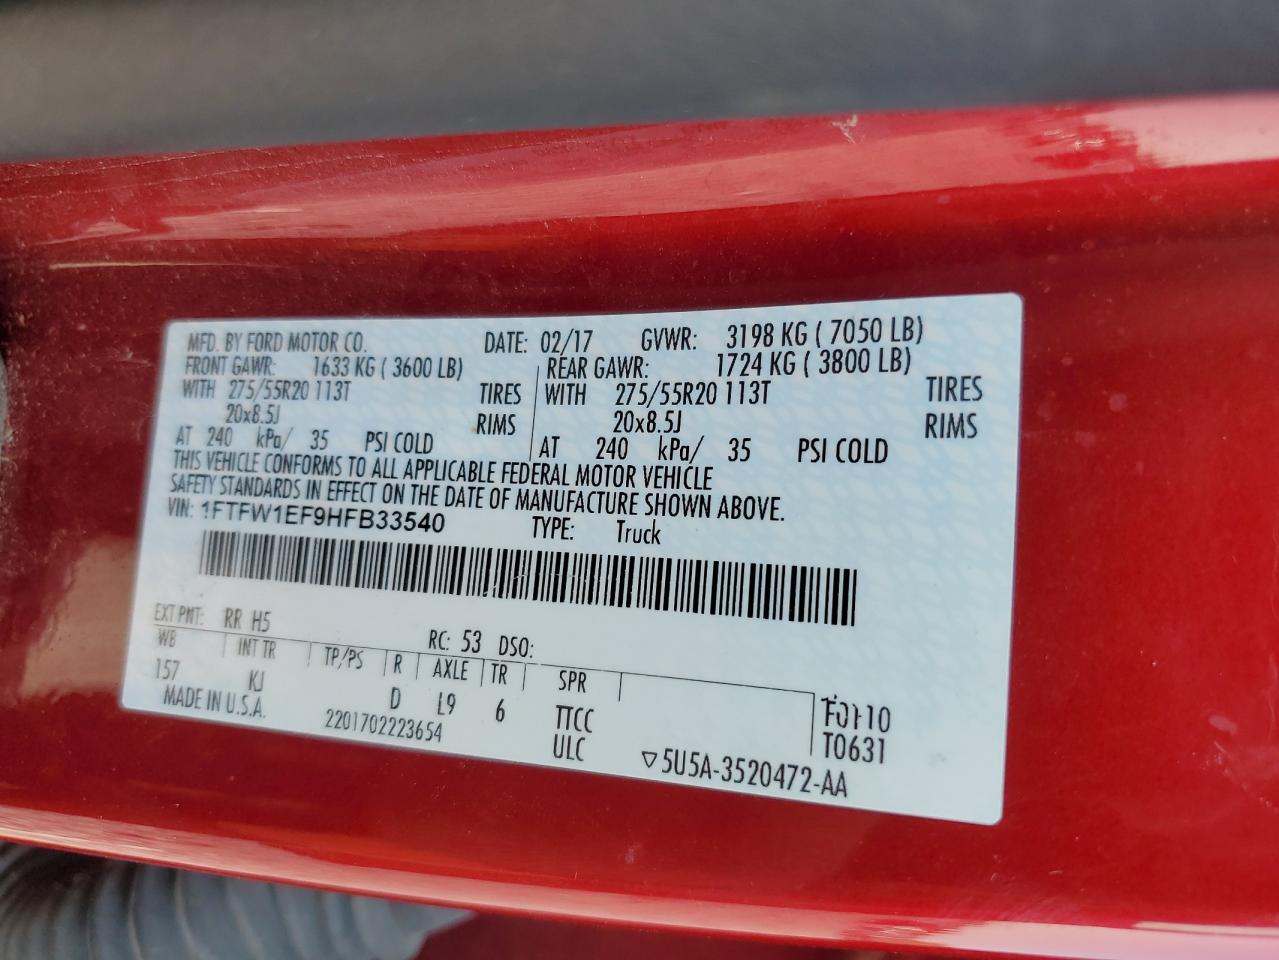 MFD. BY FORD MOTOR CO. DATE: 02/17 GVWR: 3198 KG ( 7050 LB)
FRONT GAWR: 1633 KG ( 3600 LB) REAR GAWR: 1724 KG ( 3800 LB)
WITH 275/55R20 113T TIRES WITH 275/55R20 113T TIRES
20x8.5J RIMS 20x8.5J RIMS
AT 240 kPa/ 35 PSI COLD AT 240 kPa/ 35 PSI COLD
THIS VEHICLE CONFORMS TO ALL APPLICABLE FEDERAL MOTOR VEHICLE
SAFETY STANDARDS IN EFFECT ON THE DATE OF MANUFACTURE SHOWN ABOVE.
VIN: 1FTFW1EF9HFB33540 TYPE: Truck
EXT PNT: RR H5 RC: 53 DSO:
WB INT TR TP/PS R AXLE TR SPR
157 KJ D L9 6 TTCC
ULC
T0631
MADE IN U.S.A. 2201702223654 ▽5U5A-3520472-AA